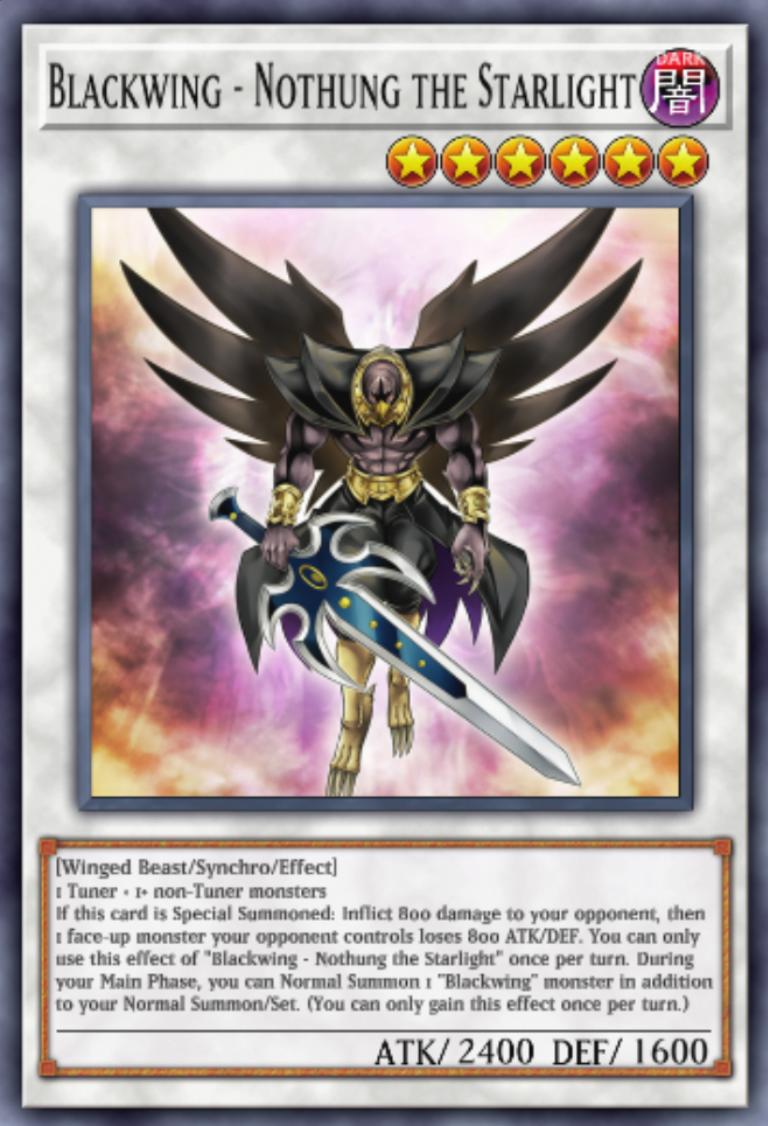 Blackwing - Nothung the Starlight
DARK
闇
[Winged Beast/Synchro/Effect]
1 Tuner + 1+ non-Tuner monsters
If this card is Special Summoned: Inflict 800 damage to your opponent, then
1 face-up monster your opponent controls loses 800 ATK/DEF. You can only
use this effect of "Blackwing - Nothung the Starlight" once per turn. During
your Main Phase, you can Normal Summon 1 "Blackwing" monster in addition
to your Normal Summon/Set. (You can only gain this effect once per turn.)
ATK/ 2400 DEF/ 1600